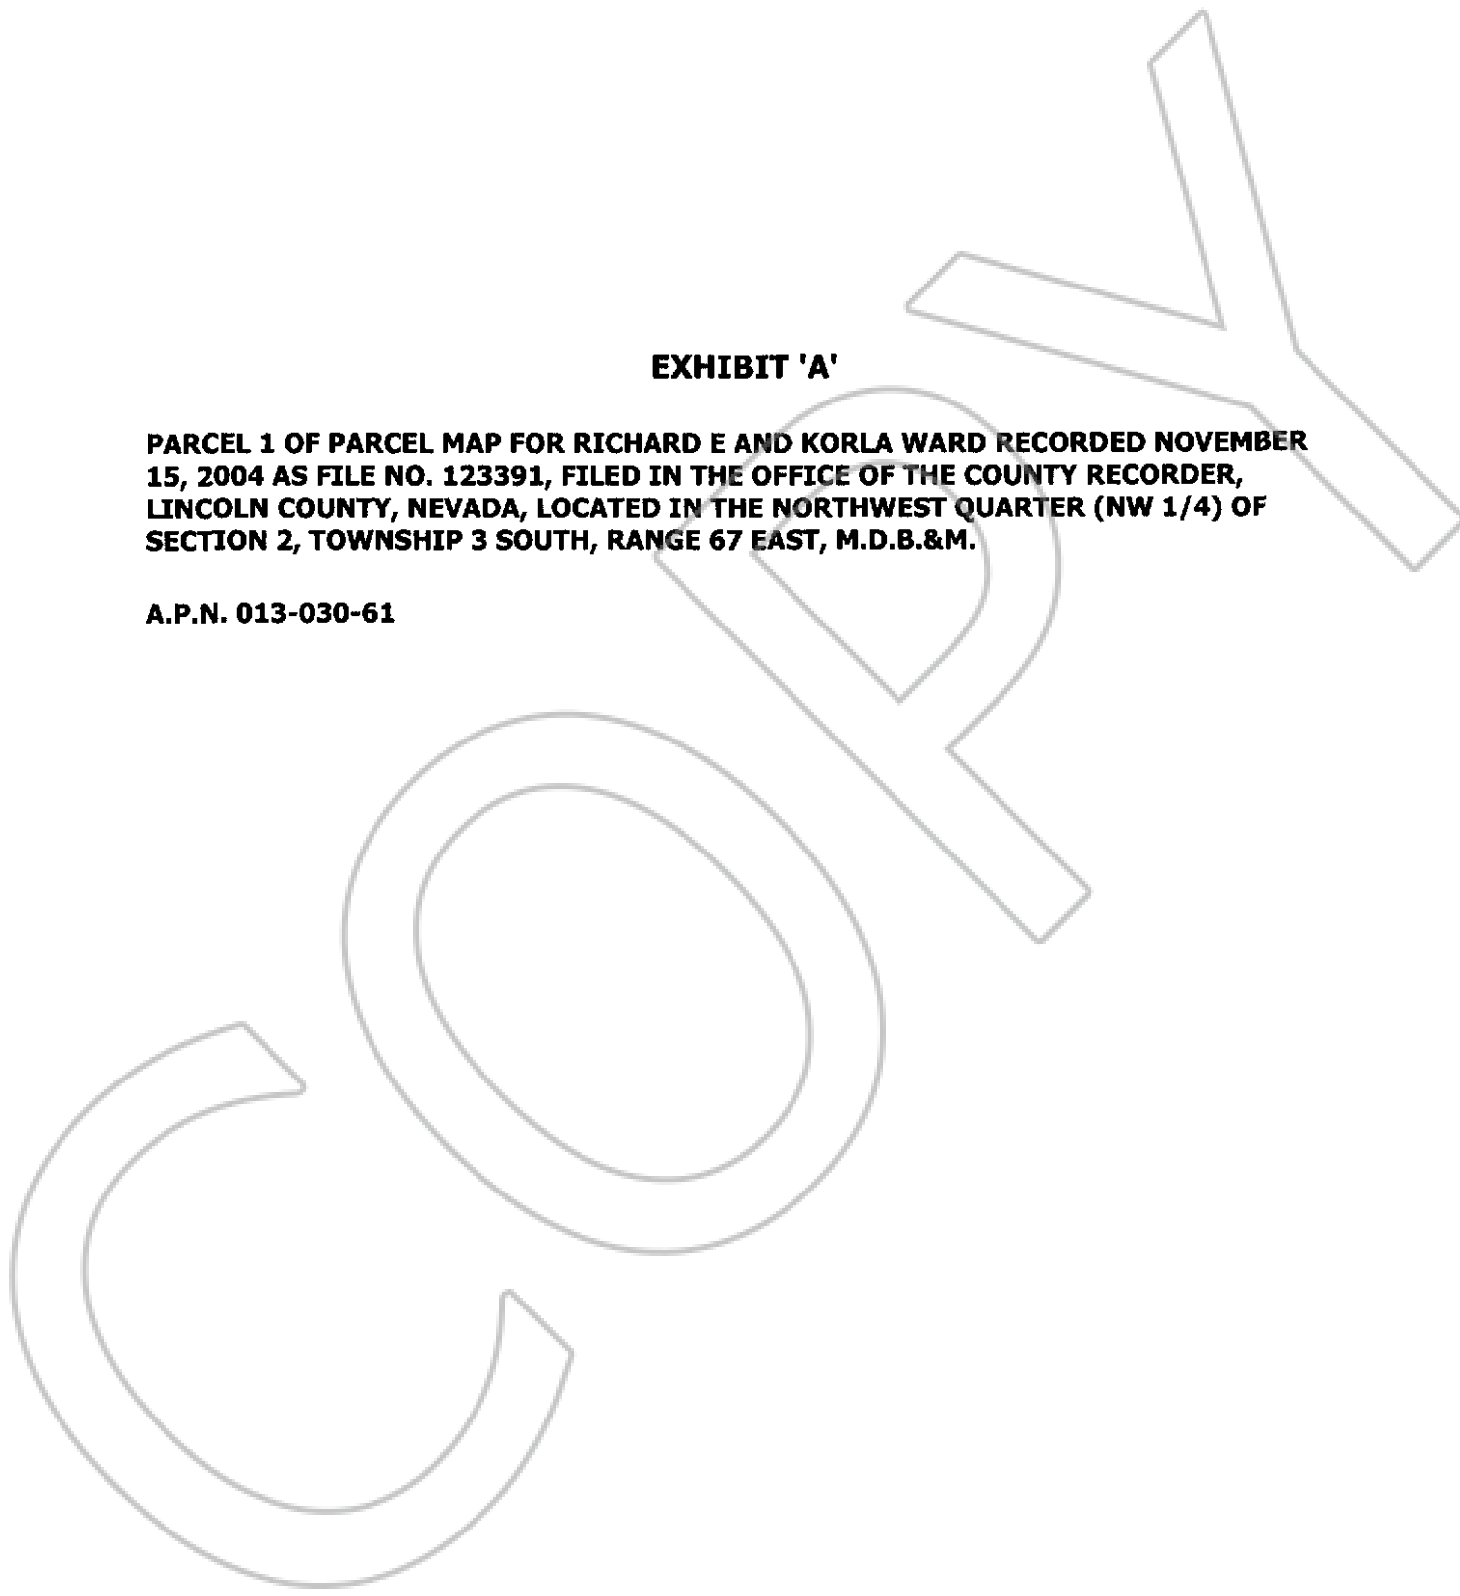 EXHIBIT 'A'
PARCEL 1 OF PARCEL MAP FOR RICHARD E AND KORLA WARD RECORDED NOVEMBER
15, 2004 AS FILE NO. 123391, FILED IN THE OFFICE OF THE COUNTY RECORDER,
LINCOLN COUNTY, NEVADA, LOCATED IN THE NORTHWEST QUARTER (NW 1/4) OF
SECTION 2, TOWNSHIP 3 SOUTH, RANGE 67 EAST, M.D.B.&M.
A.P.N. 013-030-61
COPY